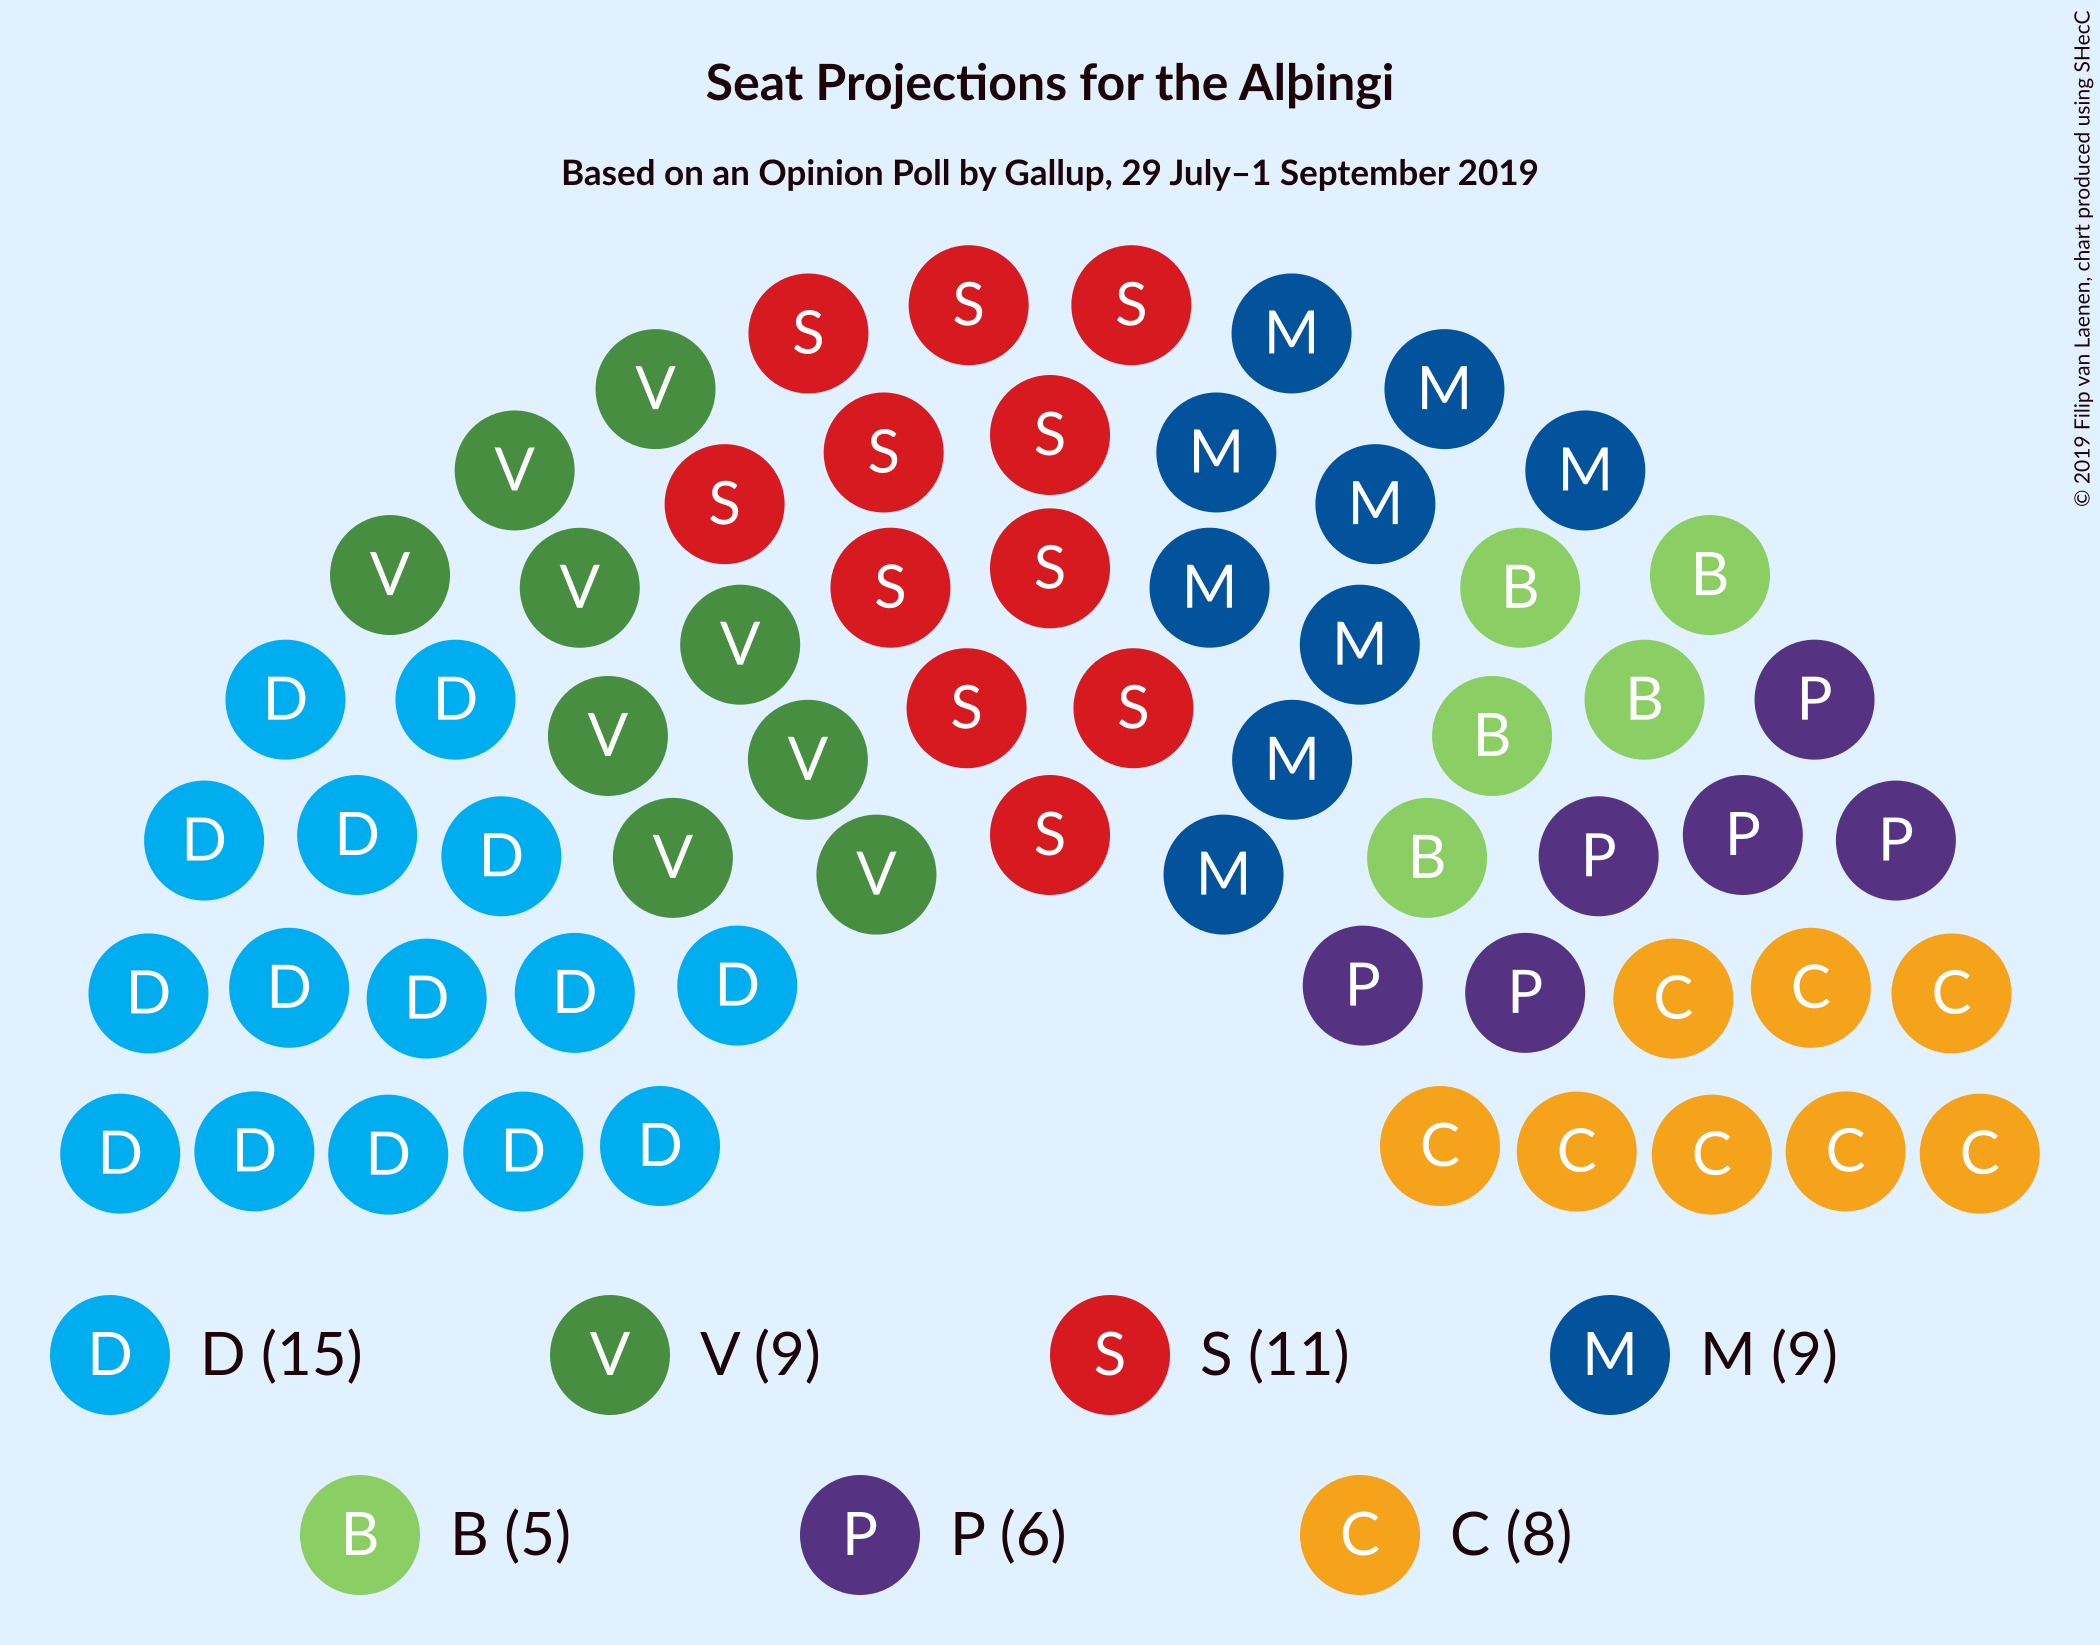 Seat Projections for the Alþingi
Based on an Opinion Poll by Gallup, 29 July–1 September 2019
© 2019 Filip van Laenen, chart produced using SHecC
S S
S M
V M
S
S M
V M
S M
V B
S
S M
V B
V M
D D B P
S S
V B
V M
D P
D P
D P
V B
S
V M
D P
D P
D C
D C
D C
D D D D D C C C C C
D D (15) V V (9) S S (11) M M (9)
B B (5) P P (6) C C (8)